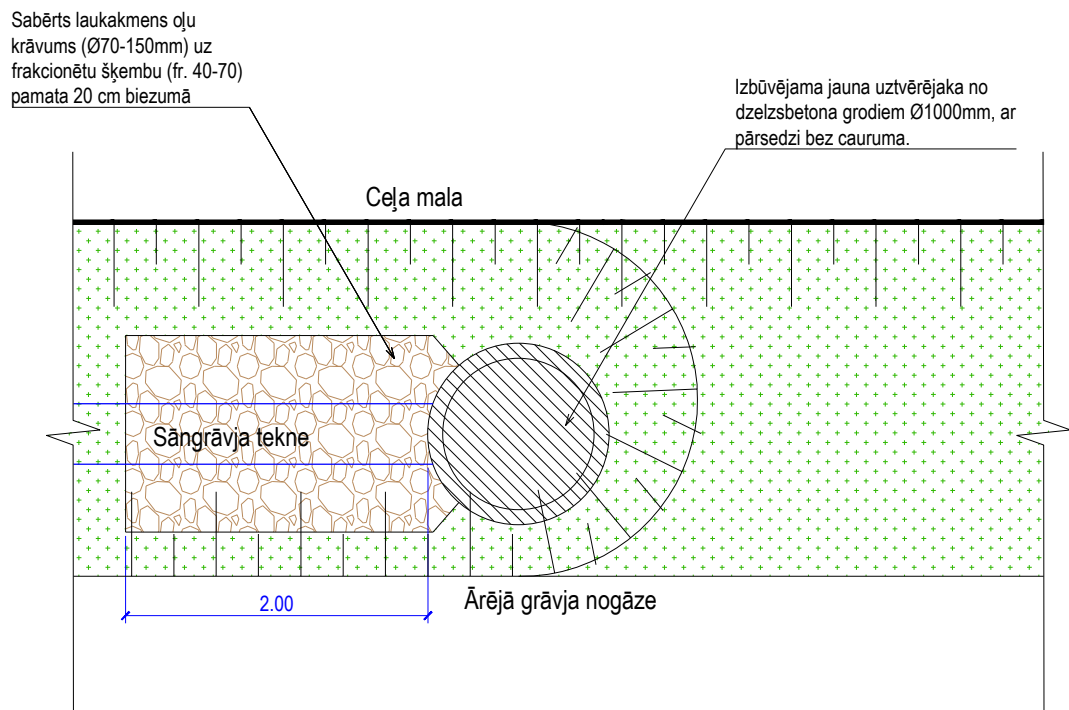 Sabērts laukakmens oļu
krāvums (Ø70-150mm) uz
frakcionētu šķembu (fr. 40-70)
pamata 20 cm biezumā
Izbūvējama jauna uztvērējaka no
dzelzsbetona grodiem Ø1000mm, ar
pārsedzi bez cauruma.
Ceļa mala
Sāngrāvja tekne
2.00
Ārējā grāvja nogāze